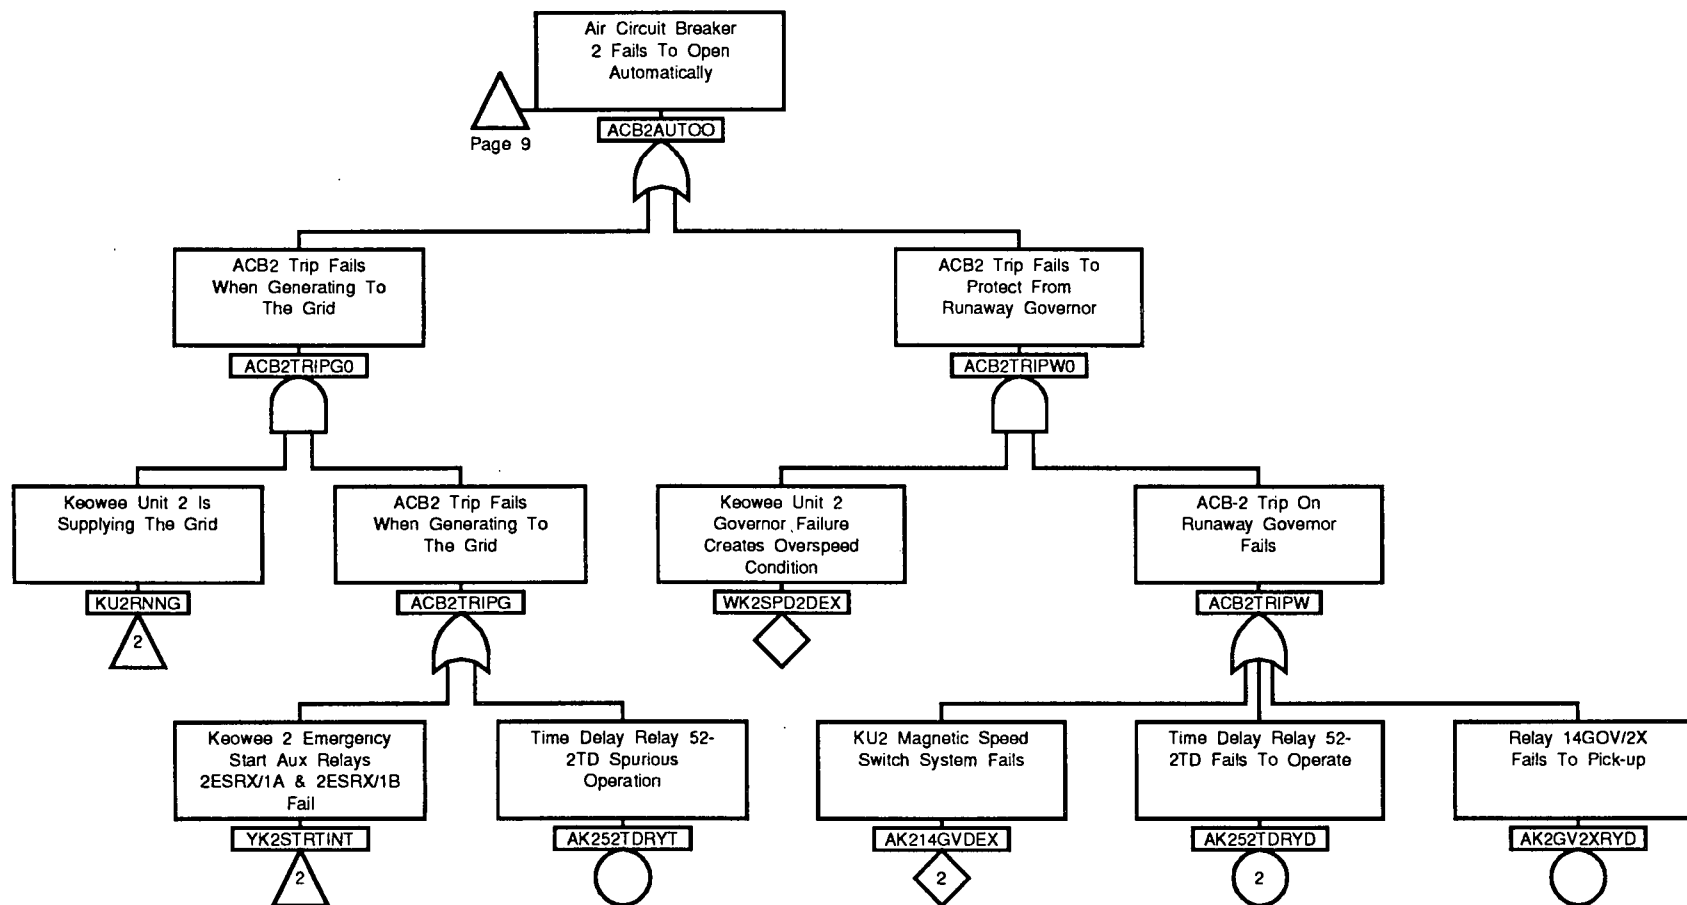 Air Circuit Breaker
2 Fails To Open
Automatically
Page 9
ACB2AUTOO
ACB2 Trip Fails
When Generating To
The Grid
ACB2TRIPG0
ACB2 Trip Fails To
Protect From
Runaway Governor
ACB2TRIPW0
Keowee Unit 2 Is
Supplying The Grid
KU2RNNG
2
ACB2 Trip Fails
When Generating To
The Grid
ACB2TRIPG
Keowee Unit 2
Governor Failure
Creates Overspeed
Condition
WK2SPD2DEX
ACB-2 Trip On
Runaway Governor
Fails
ACB2TRIPW
Keowee 2 Emergency
Start Aux Relays
2ESRX/1A & 2ESRX/1B
Fail
YK2STRTINT
2
Time Delay Relay 52-
2TD Spurious
Operation
AK252TDRYT
KU2 Magnetic Speed
Switch System Fails
AK214GVDEX
2
Time Delay Relay 52-
2TD Fails To Operate
AK252TDRYD
2
Relay 14GOV/2X
Fails To Pick-up
AK2GV2XRYD